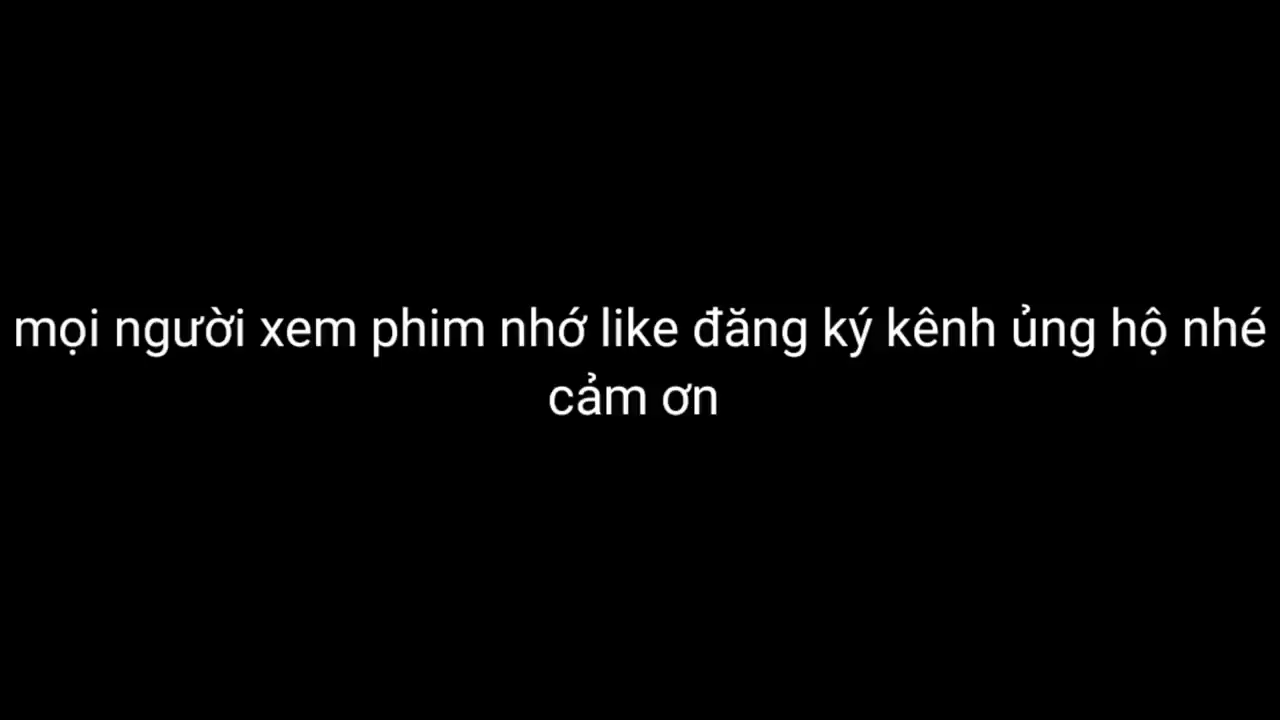 mọi người xem phim nhớ like đăng ký kênh ủng hộ nhé
cảm ơn